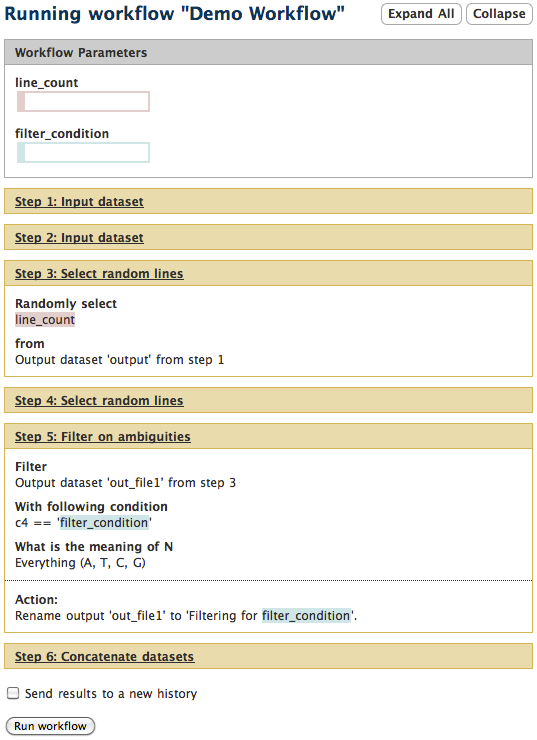 Running workflow "Demo Workflow"
Expand All
Collapse
Workflow Parameters
line_count
filter_condition
Step 1: Input dataset
Step 2: Input dataset
Step 3: Select random lines
Randomly select
line_count
from
Output dataset 'output' from step 1
Step 4: Select random lines
Step 5: Filter on ambiguities
Filter
Output dataset 'out_file1' from step 3
With following condition
c4 == 'filter_condition'
What is the meaning of N
Everything (A, T, C, G)
Action:
Rename output 'out_file1' to 'Filtering for filter_condition'.
Step 6: Concatenate datasets
Send results to a new history
Run workflow